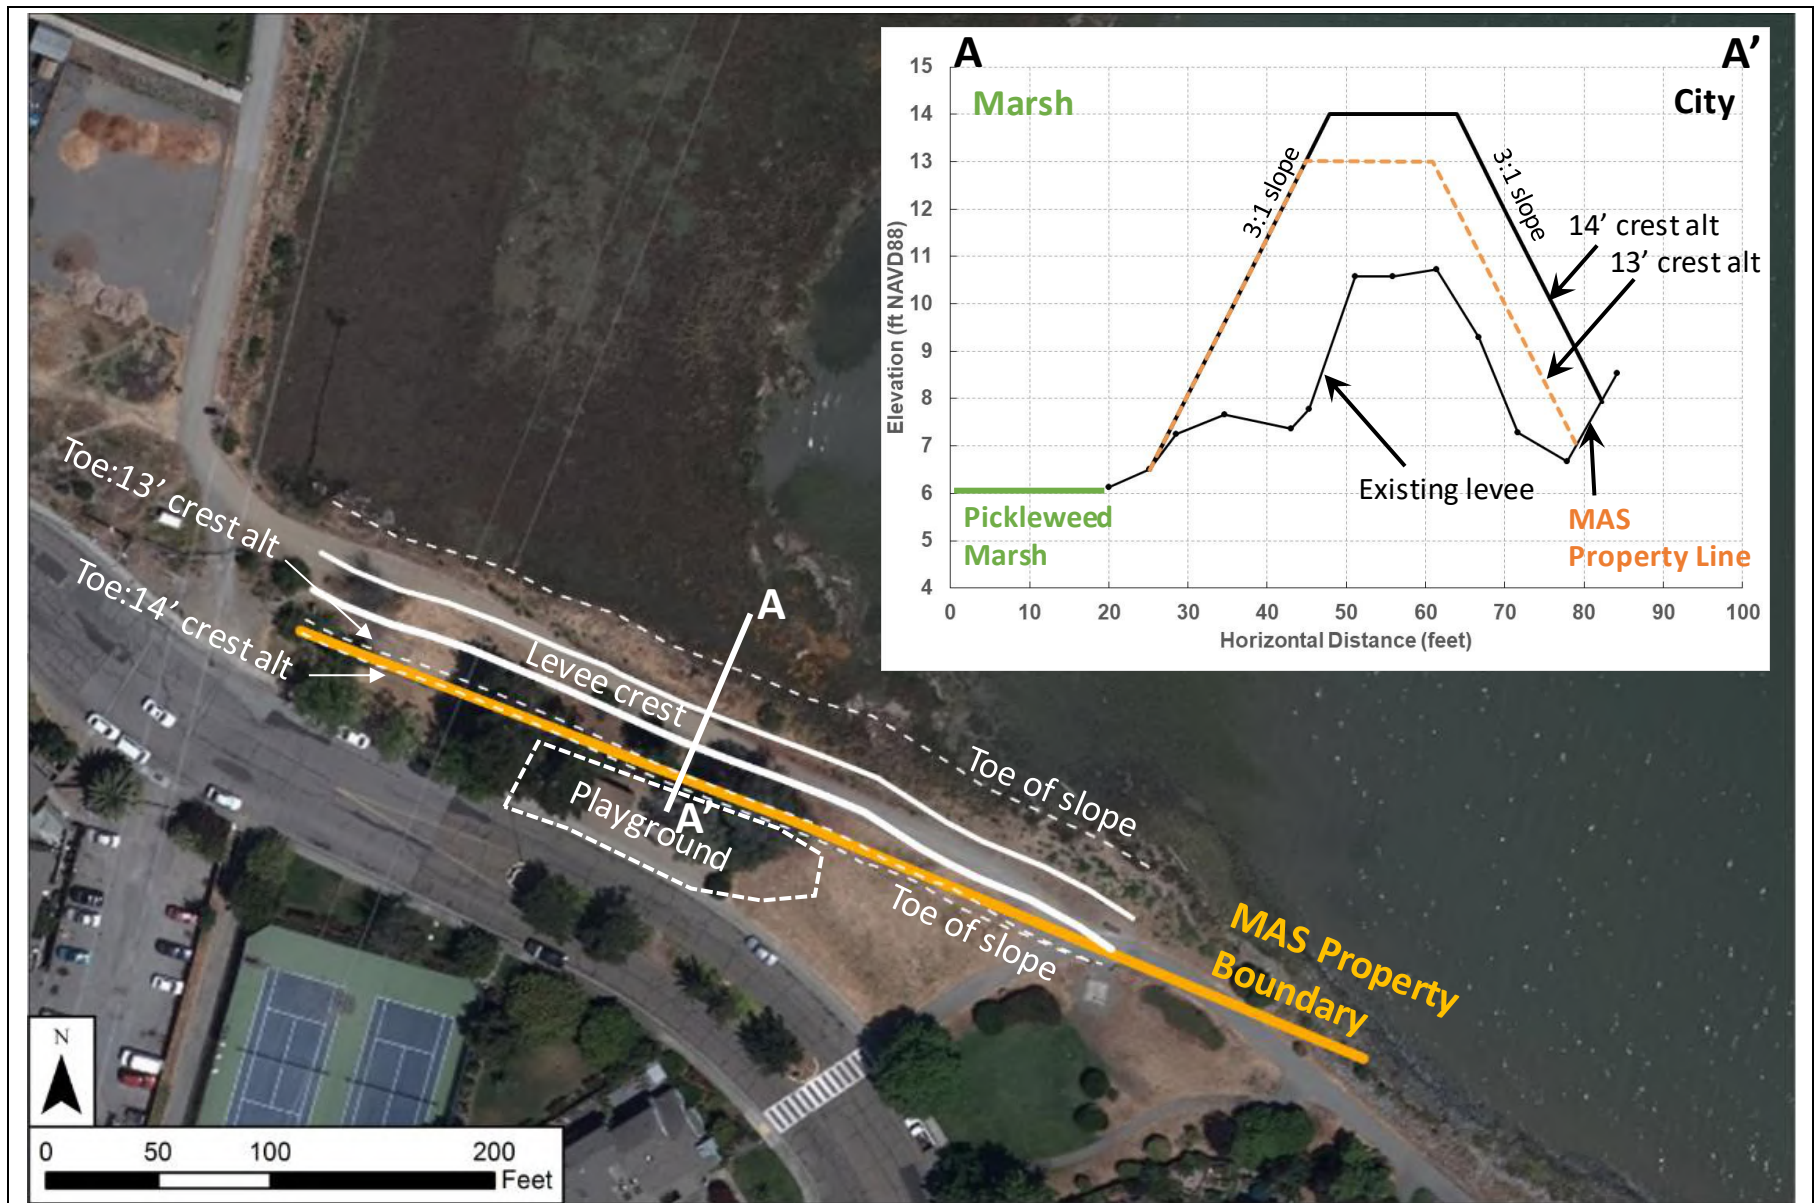 A
A’
Marsh
City
15
14
13
12
11
10
9
8
7
6
5
4
Elevation (ft NAVD88)
3:1 slope
3:1 slope
14’ crest alt
13’ crest alt
Existing levee
Pickleweed
Marsh
MAS
Property Line
0 10 20 30 40 50 60 70 80 90 100
Horizontal Distance (feet)
Toe:13’ crest alt
Toe:14’ crest alt
A
Levee crest
Toe of slope
Playground
A’
Toe of slope
MAS Property
Boundary
N
0 50 100 200
Feet